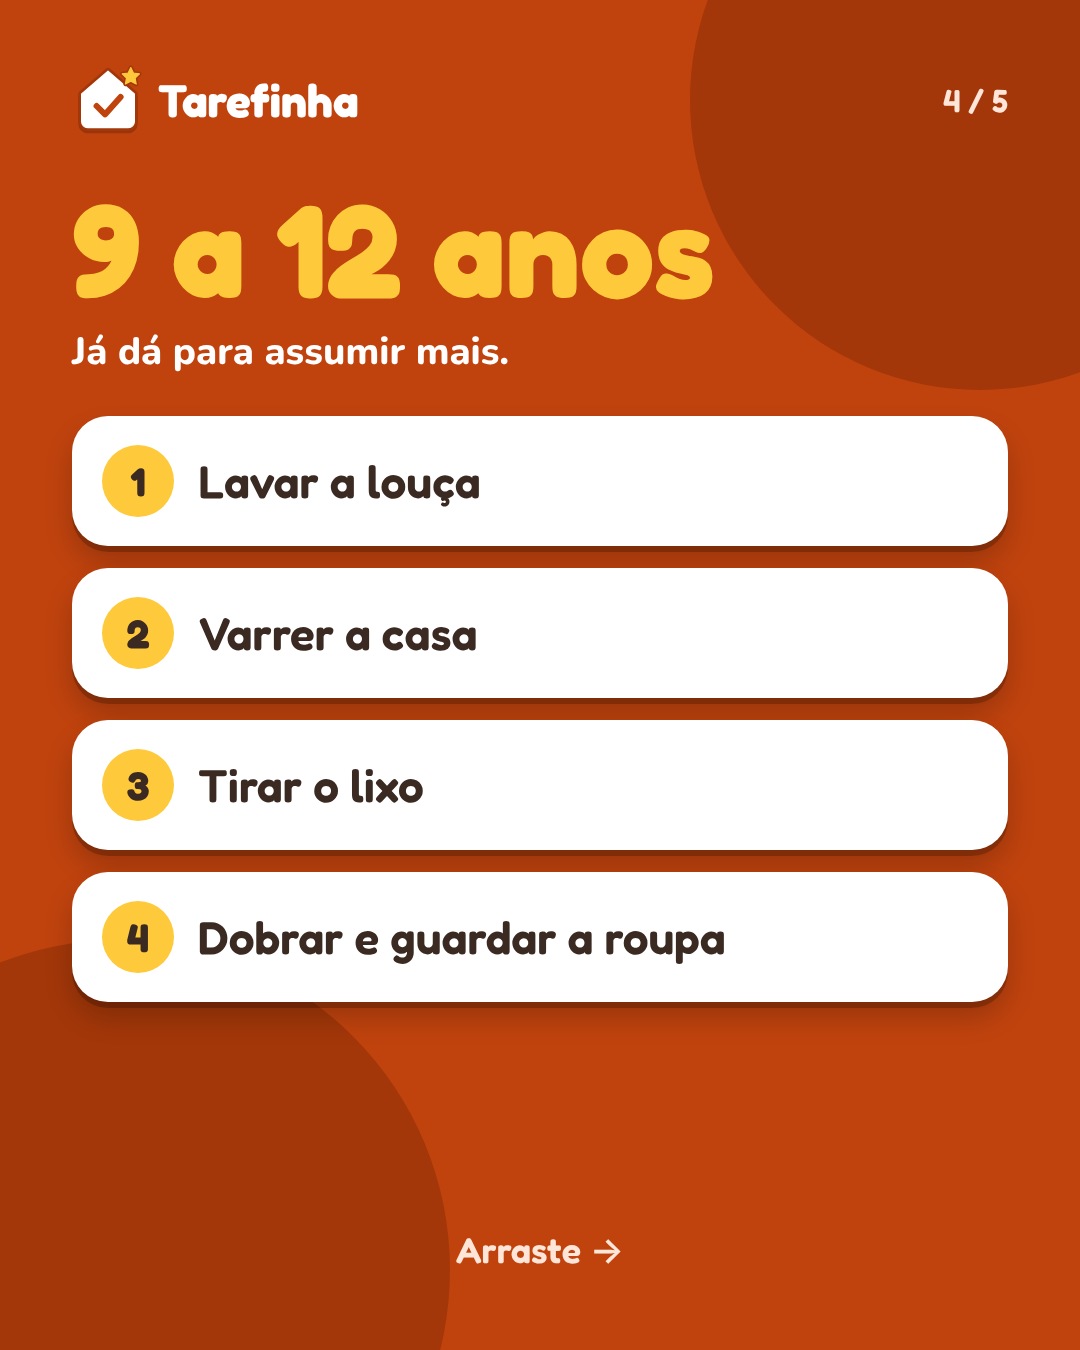 Tarefinha
4 / 5
9 a 12 anos
Já dá para assumir mais.
1 Lavar a louça
2 Varrer a casa
3 Tirar o lixo
4 Dobrar e guardar a roupa
Arraste →